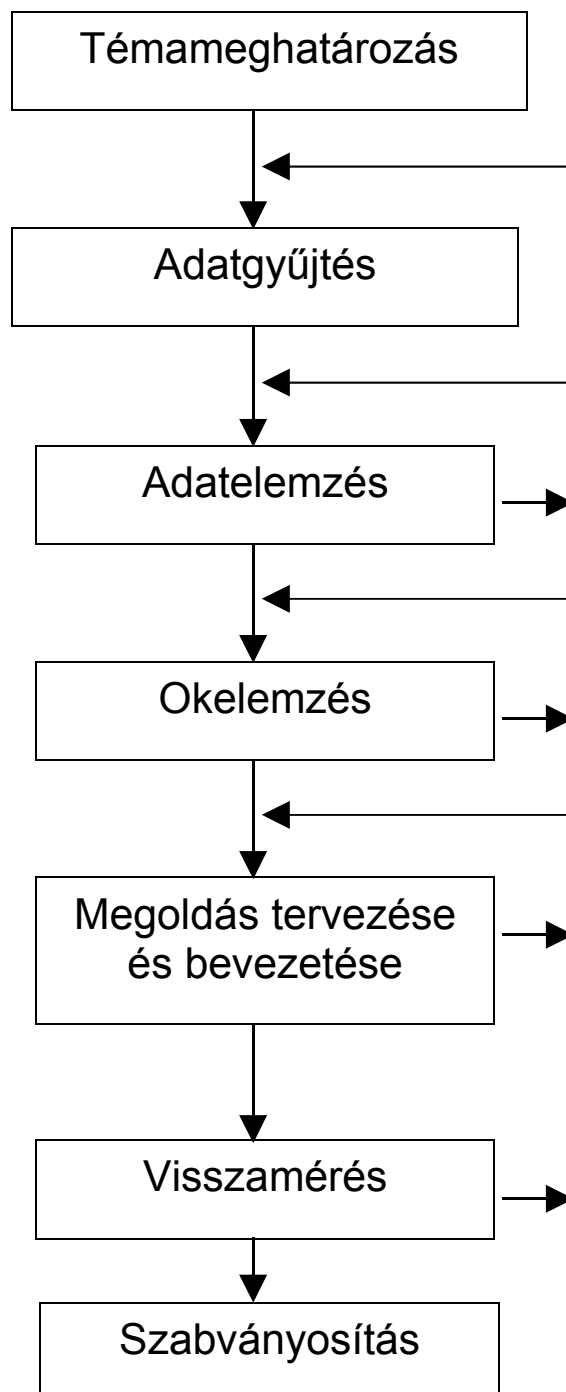 Témameghatározás
Adatgyűjtés
Adatelemzés
Okelemzés
Megoldás tervezése
és bevezetése
Visszamérés
Szabványosítás